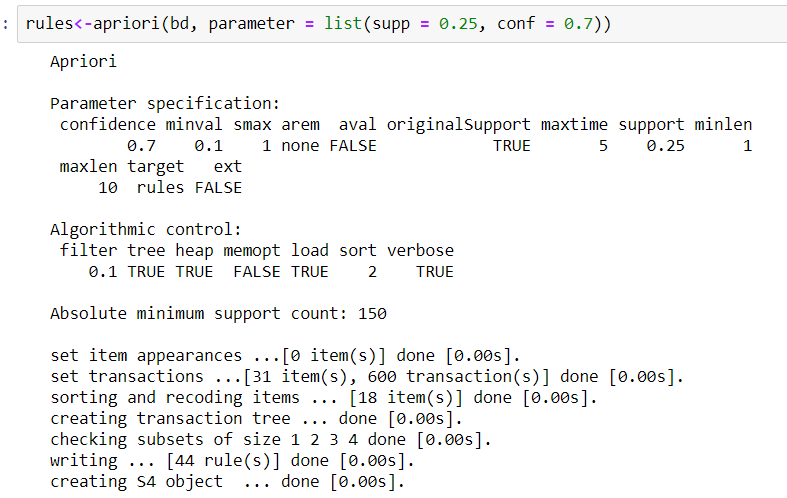 : rules<-apriori(bd, parameter = list(supp = 0.25, conf = 0.7))
Apriori
Parameter specification:
confidence minval smax arem aval originalSupport maxtime support minlen
0.7 0.1 1 none FALSE TRUE 5 0.25 1
maxlen target ext
10 rules FALSE
Algorithmic control:
filter tree heap memopt load sort verbose
0.1 TRUE TRUE FALSE TRUE 2 TRUE
Absolute minimum support count: 150
set item appearances ...[0 item(s)] done [0.00s].
set transactions ...[31 item(s), 600 transaction(s)] done [0.00s].
sorting and recoding items ... [18 item(s)] done [0.00s].
creating transaction tree ... done [0.00s].
checking subsets of size 1 2 3 4 done [0.00s].
writing ... [44 rule(s)] done [0.00s].
creating S4 object  ... done [0.00s].